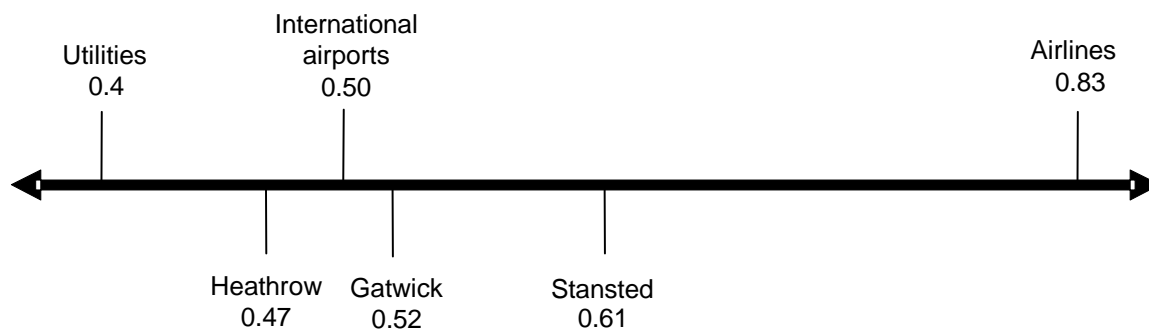 International
airports
0.50
Utilities
0.4
Airlines
0.83
Heathrow
0.47
Gatwick
0.52
Stansted
0.61